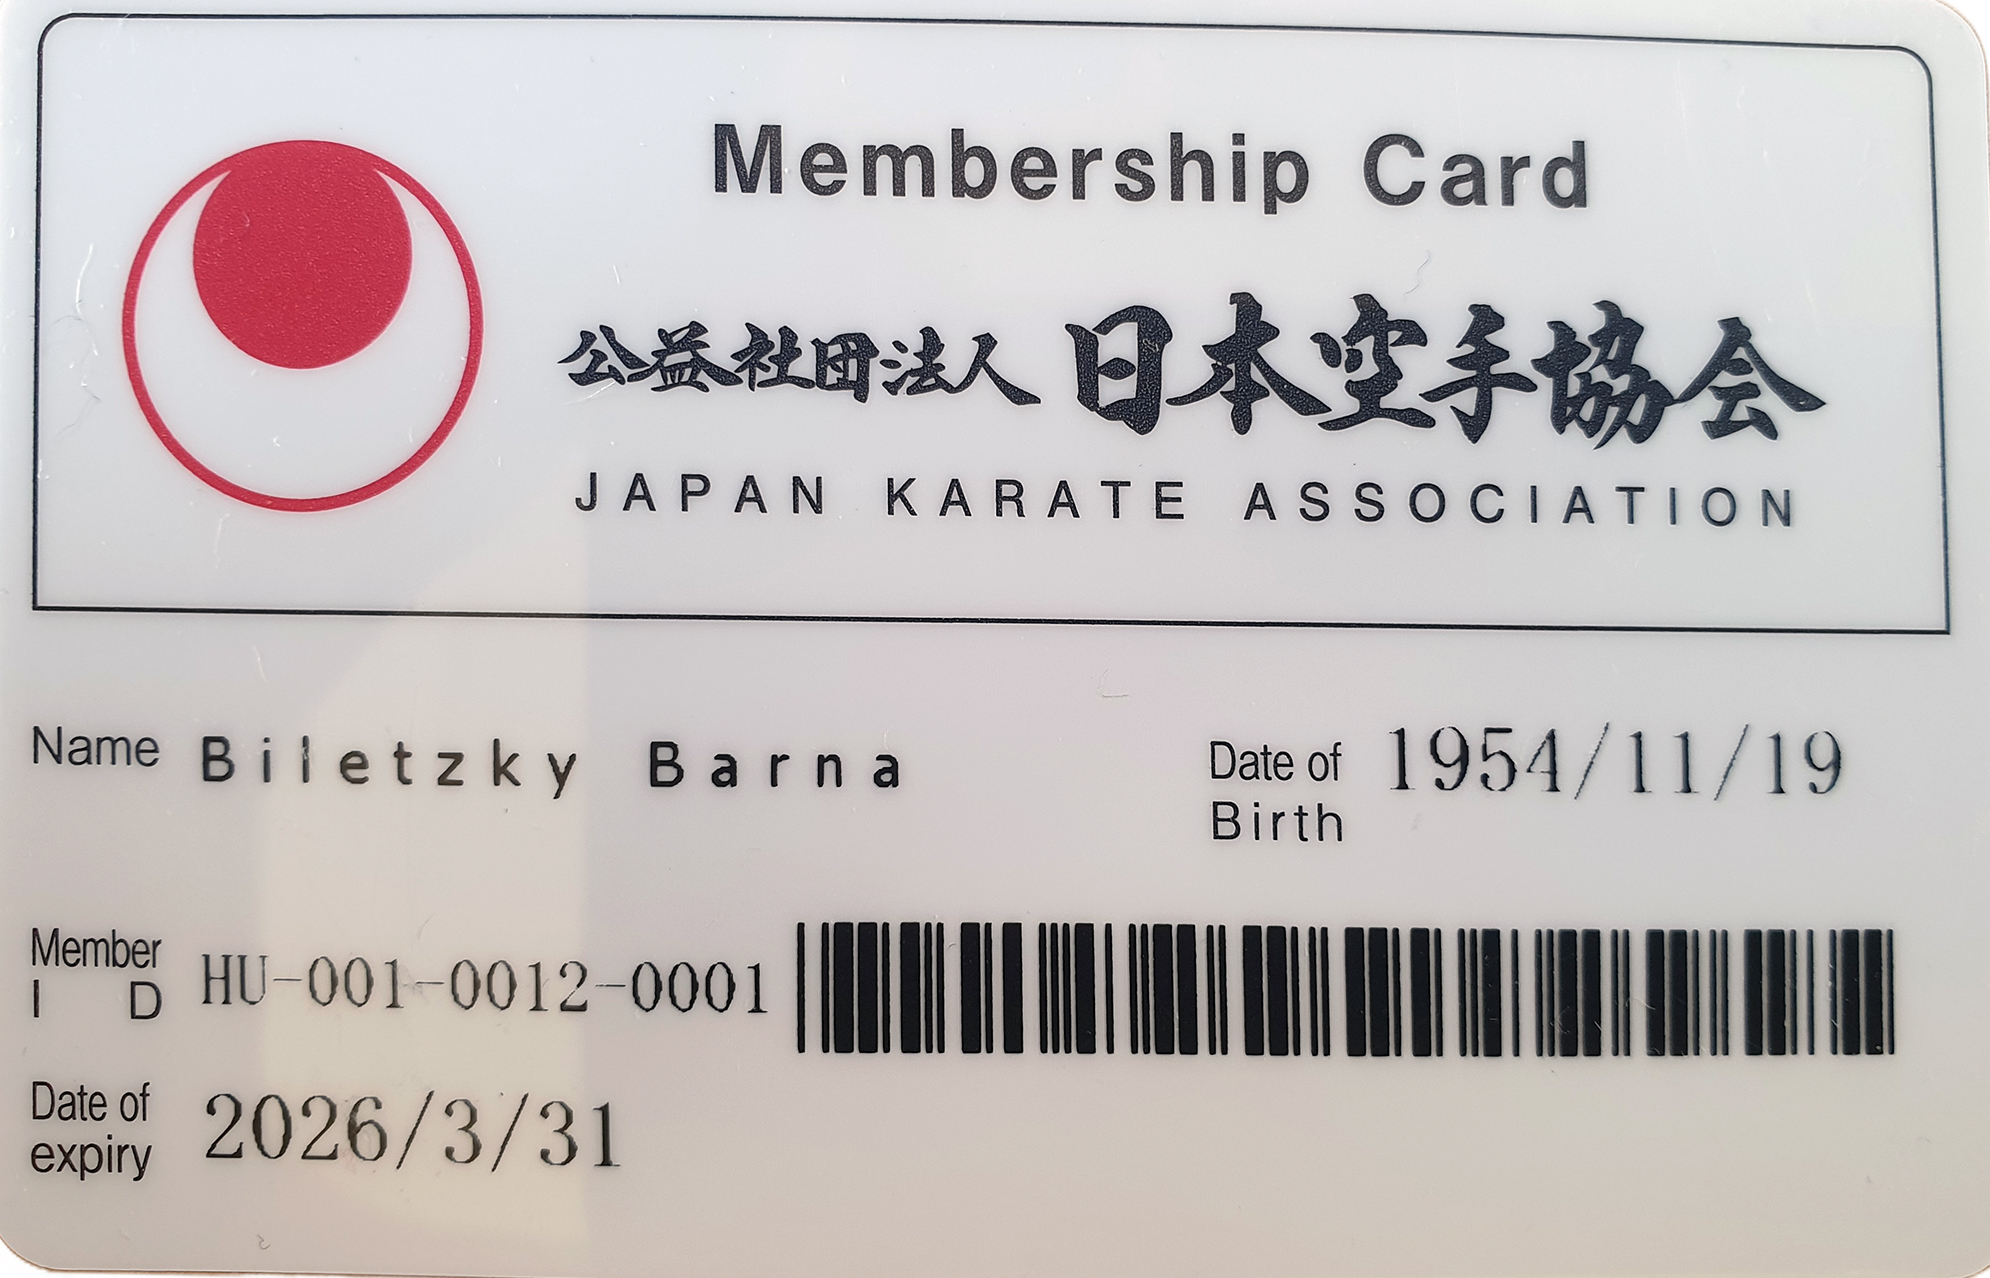 Membership Card
公益社団法人 日本空手協会
JAPAN KARATE ASSOCIATION
Name Biletzky Barna
Date of Birth 1954/11/19
Member ID HU-001-0012-0001
Date of expiry 2026/3/31